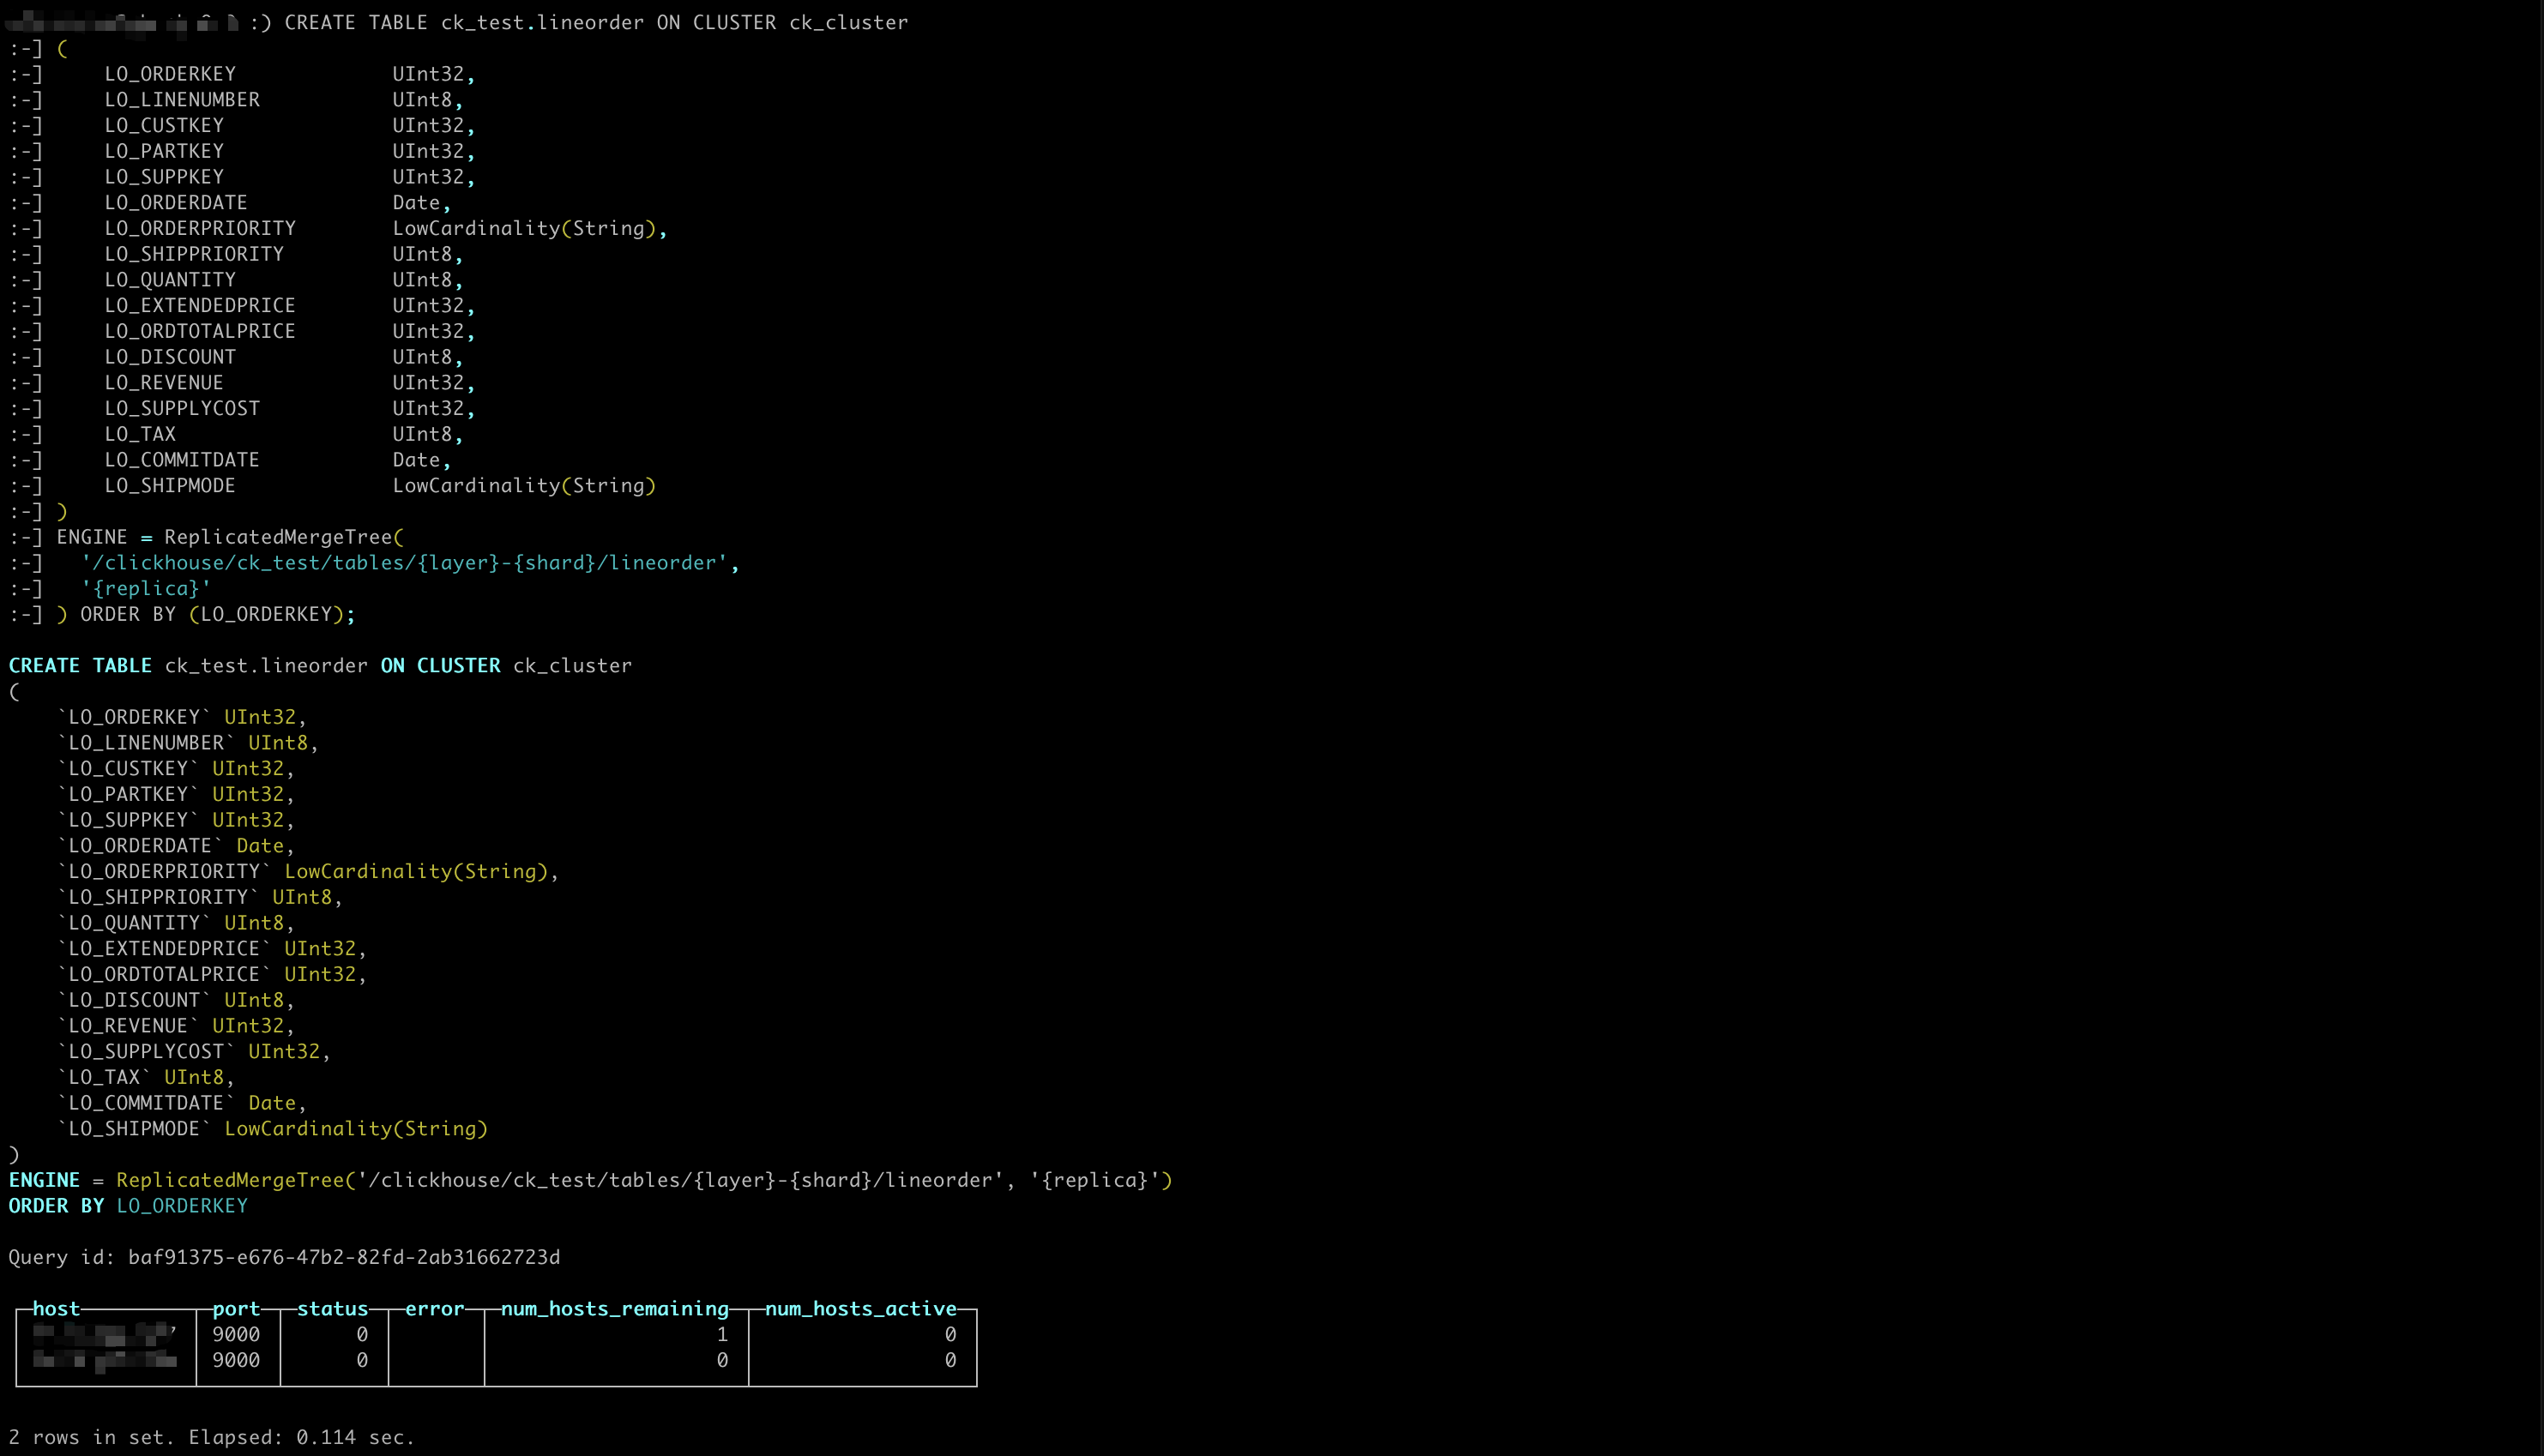 :) CREATE TABLE ck_test.lineorder ON CLUSTER ck_cluster
:-] (
:-]     LO_ORDERKEY             UInt32,
:-]     LO_LINENUMBER           UInt8,
:-]     LO_CUSTKEY              UInt32,
:-]     LO_PARTKEY              UInt32,
:-]     LO_SUPPKEY              UInt32,
:-]     LO_ORDERDATE            Date,
:-]     LO_ORDERPRIORITY        LowCardinality(String),
:-]     LO_SHIPPRIORITY         UInt8,
:-]     LO_QUANTITY             UInt8,
:-]     LO_EXTENDEDPRICE        UInt32,
:-]     LO_ORDTOTALPRICE        UInt32,
:-]     LO_DISCOUNT             UInt8,
:-]     LO_REVENUE              UInt32,
:-]     LO_SUPPLYCOST           UInt32,
:-]     LO_TAX                  UInt8,
:-]     LO_COMMITDATE           Date,
:-]     LO_SHIPMODE             LowCardinality(String)
:-] )
:-] ENGINE = ReplicatedMergeTree(
:-]   '/clickhouse/ck_test/tables/{layer}-{shard}/lineorder',
:-]   '{replica}'
:-] ) ORDER BY (LO_ORDERKEY);
CREATE TABLE ck_test.lineorder ON CLUSTER ck_cluster
(
    `LO_ORDERKEY` UInt32,
    `LO_LINENUMBER` UInt8,
    `LO_CUSTKEY` UInt32,
    `LO_PARTKEY` UInt32,
    `LO_SUPPKEY` UInt32,
    `LO_ORDERDATE` Date,
    `LO_ORDERPRIORITY` LowCardinality(String),
    `LO_SHIPPRIORITY` UInt8,
    `LO_QUANTITY` UInt8,
    `LO_EXTENDEDPRICE` UInt32,
    `LO_ORDTOTALPRICE` UInt32,
    `LO_DISCOUNT` UInt8,
    `LO_REVENUE` UInt32,
    `LO_SUPPLYCOST` UInt32,
    `LO_TAX` UInt8,
    `LO_COMMITDATE` Date,
    `LO_SHIPMODE` LowCardinality(String)
)
ENGINE = ReplicatedMergeTree('/clickhouse/ck_test/tables/{layer}-{shard}/lineorder', '{replica}')
ORDER BY LO_ORDERKEY
Query id: baf91375-e676-47b2-82fd-2ab31662723d
host port status error num_hosts_remaining num_hosts_active
9000 0 1 0
9000 0 0 0
2 rows in set. Elapsed: 0.114 sec.